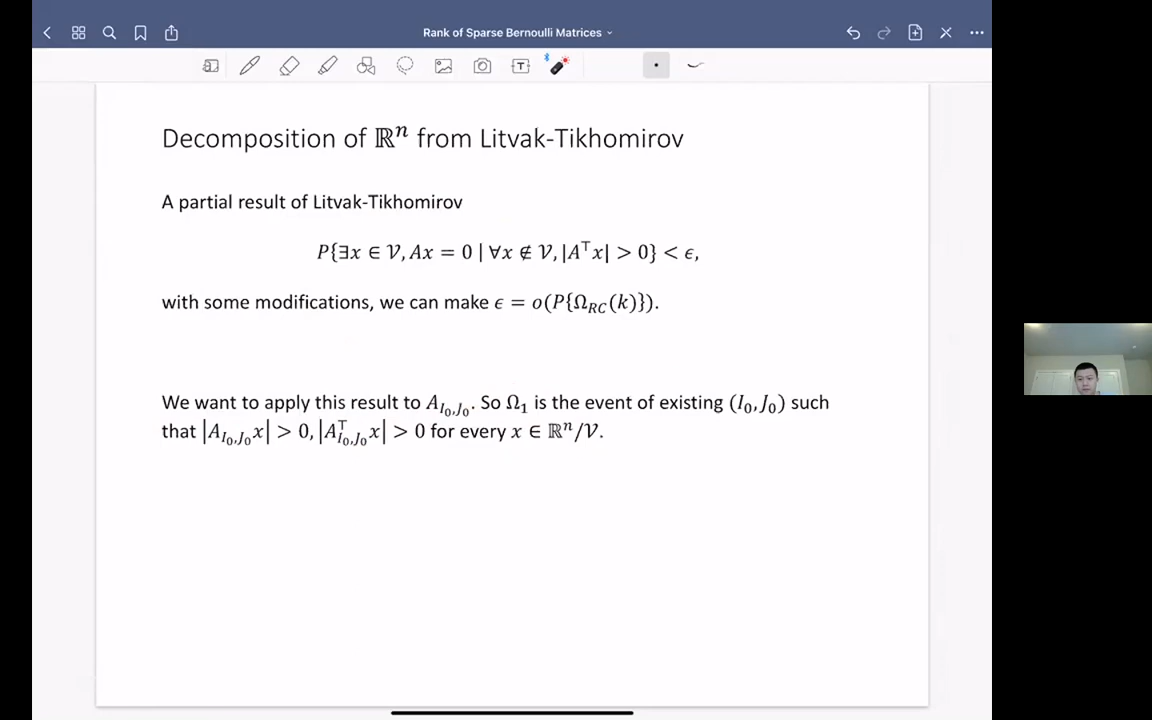 Rank of Sparse Bernoulli Matrices
Decomposition of ℝⁿ from Litvak-Tikhomirov
A partial result of Litvak-Tikhomirov
P{∃x ∈ 𝒱, Ax = 0 | ∀x ∉ 𝒱, |A⊤x| > 0} < ϵ,
with some modifications, we can make ϵ = o(P{Ω_RC(k)}).
We want to apply this result to A_{I₀,J₀}. So Ω₁ is the event of existing (I₀, J₀) such
that |A_{I₀,J₀}x| > 0, |A⊤_{I₀,J₀}x| > 0 for every x ∈ ℝⁿ/𝒱.